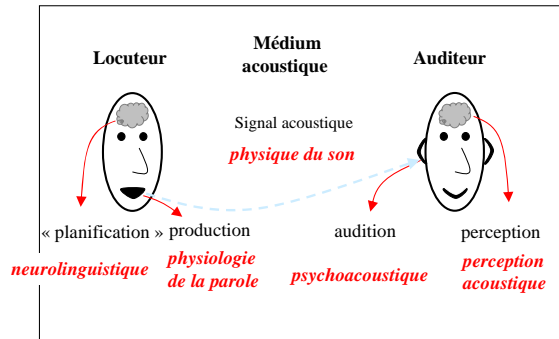 Locuteur
Médium
acoustique
Auditeur
Signal acoustique
physique du son
« planification »
production
audition
perception
neurolinguistique
physiologie
de la parole
psychoacoustique
perception
acoustique